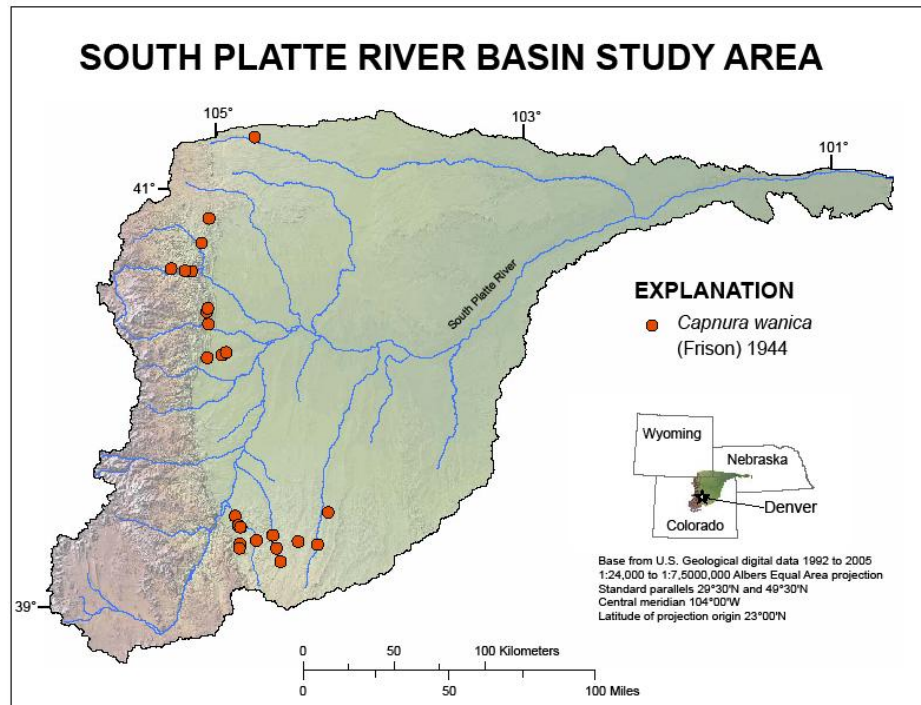 SOUTH PLATTE RIVER BASIN STUDY AREA
105°
103°
101°
41°
South Platte River
EXPLANATION
Capnura wanica
(Frison) 1944
Wyoming
Nebraska
Denver
Colorado
Base from U.S. Geological digital data 1992 to 2005
1:24,000 to 1:7,5000,000 Albers Equal Area projection
Standard parallels 29°30'N and 49°30'N
Central meridian 104°00'W
Latitude of projection origin 23°00'N
39°
0 50 100 Kilometers
0 50 100 Miles